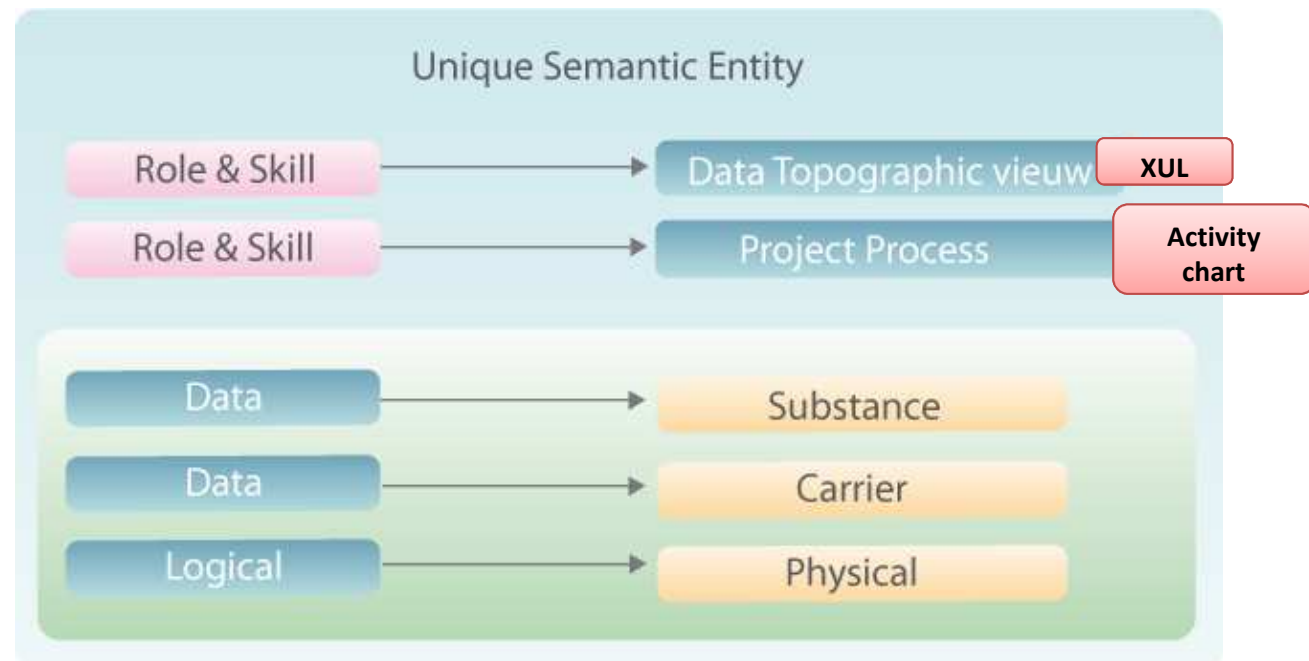 Unique Semantic Entity
Role & Skill
Data Topographic vieuw
XUL
Role & Skill
Project Process
Activity
chart
Data
Substance
Data
Carrier
Logical
Physical